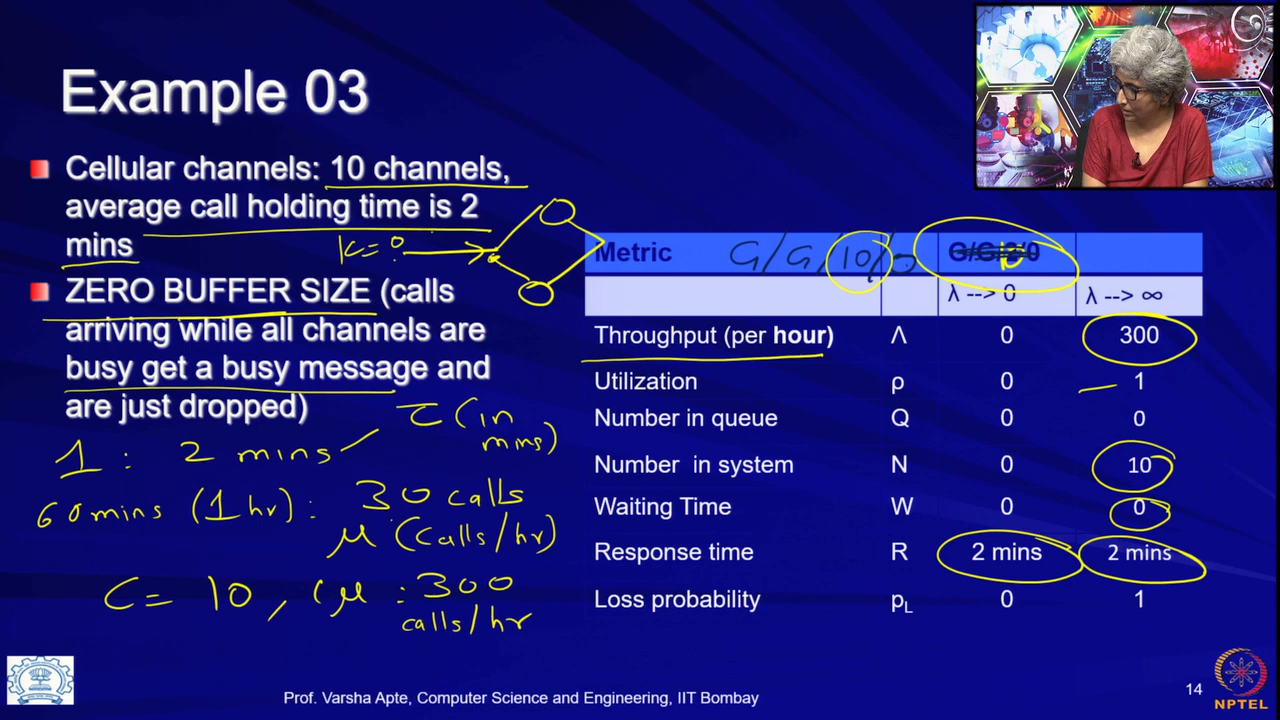 Example 03
Cellular channels: 10 channels,
average call holding time is 2
mins
K=?
ZERO BUFFER SIZE (calls
arriving while all channels are
busy get a busy message and
are just dropped)
τ (in
mins)
1 : 2 mins
60 mins (1 hr) : 30 calls
μ (calls/hr)
C = 10, cμ : 300
calls/hr
Metric G/G/10/0 10
λ --> 0 λ --> ∞
Throughput (per hour) Λ 0 300
Utilization ρ 0 1
Number in queue Q 0 0
Number in system N 0 10
Waiting Time W 0 0
Response time R 2 mins 2 mins
Loss probability pL 0 1
Prof. Varsha Apte, Computer Science and Engineering, IIT Bombay
14
NPTEL